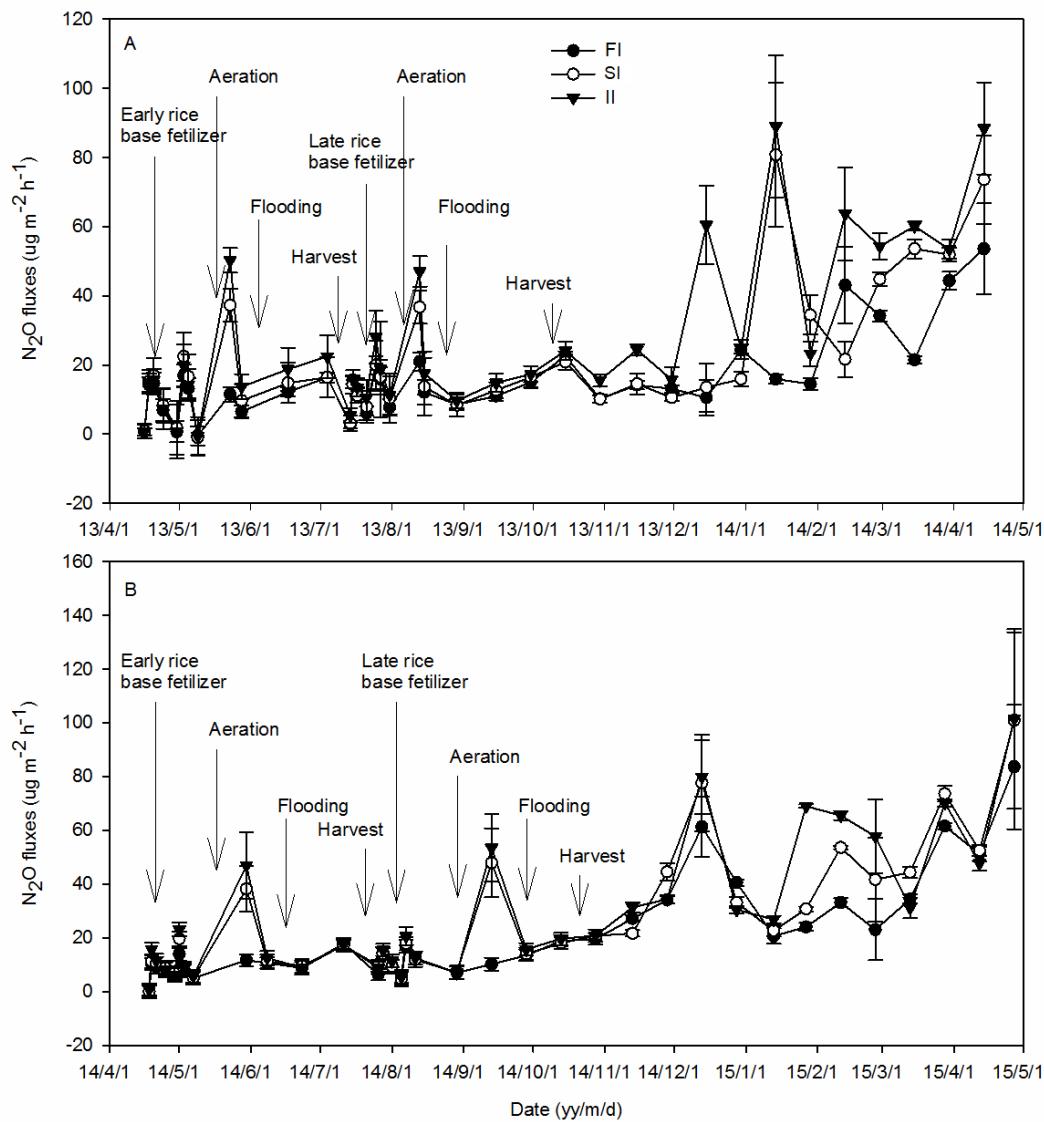 A
FI
SI
II
Aeration
Aeration
Early rice
base fetilizer
Late rice
base fetilizer
Flooding
Flooding
Harvest
Harvest
N2O fluxes (ug m-2 h-1)
120
100
80
60
40
20
0
-20
13/4/1 13/5/1 13/6/1 13/7/1 13/8/1 13/9/1 13/10/1 13/11/1 13/12/1 14/1/1 14/2/1 14/3/1 14/4/1 14/5/1
B
Early rice
base fetilizer
Late rice
base fetilizer
Aeration
Aeration
Flooding
Flooding
Harvest
Harvest
N2O fluxes (ug m-2 h-1)
160
140
120
100
80
60
40
20
0
-20
14/4/1 14/5/1 14/6/1 14/7/1 14/8/1 14/9/1 14/10/1 14/11/1 14/12/1 15/1/1 15/2/1 15/3/1 15/4/1 15/5/1
Date (yy/m/d)